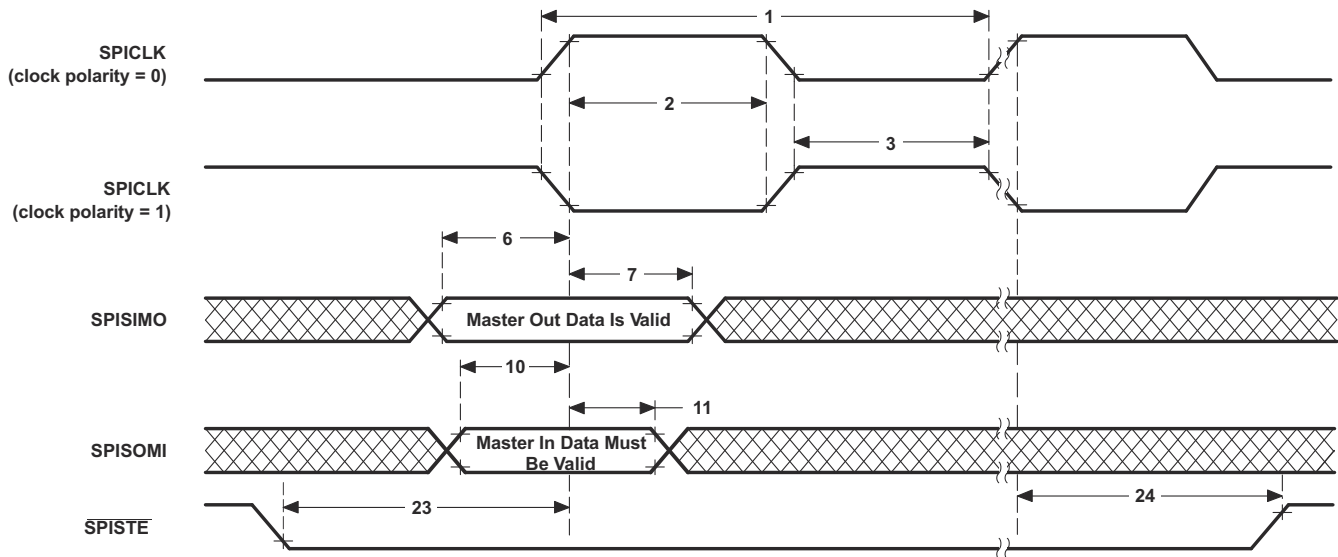 1
SPICLK
(clock polarity = 0)
2
3
SPICLK
(clock polarity = 1)
6
7
SPISIMO
Master Out Data Is Valid
10
11
SPISOMI
Master In Data Must
Be Valid
23
24
SPISTE